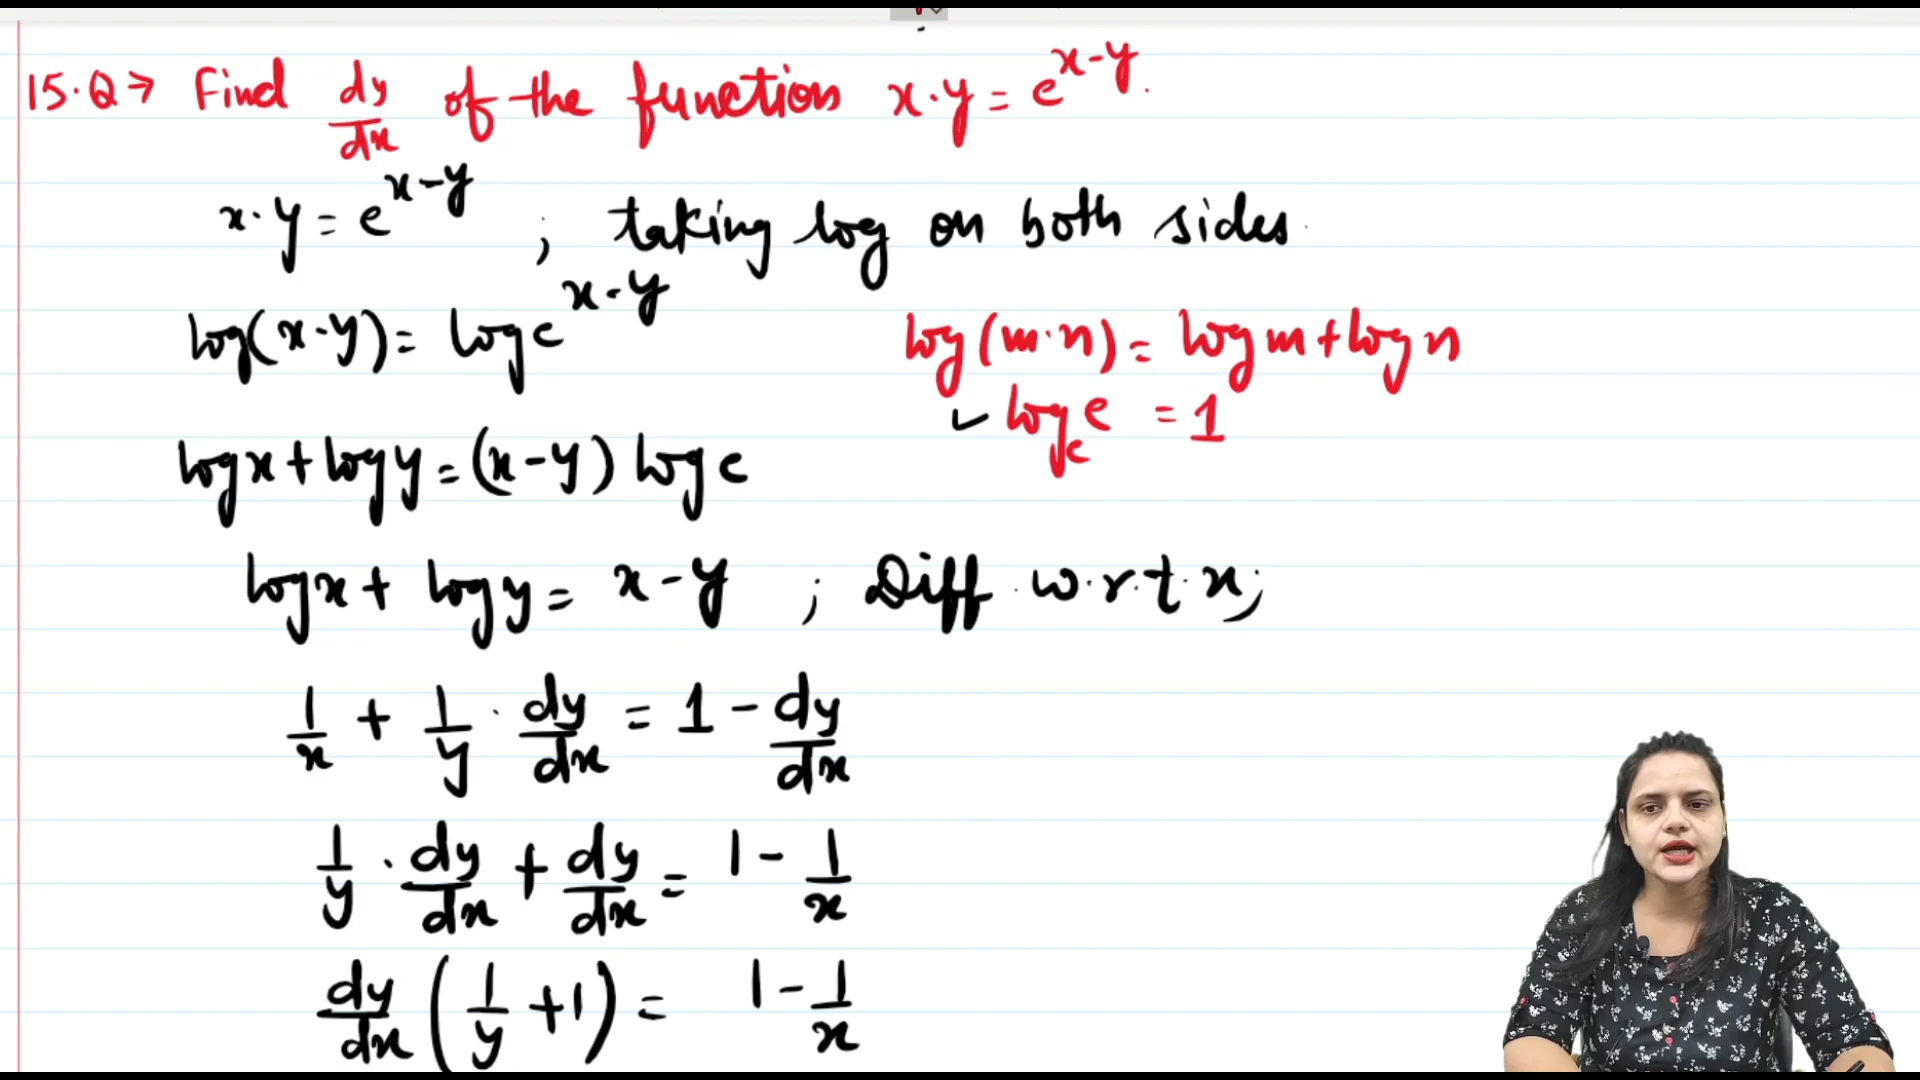 15.Q→ Find dy/dx of the function x·y = e^{x-y}.
x·y = e^{x-y} ; taking log on both sides.
log(x·y) = log e^{x-y}
log(m·n) = log m + log n
✓ log_e e = 1
log x + log y = (x-y) log e
log x + log y = x-y ; Diff. w.r.t. x;
1/x + 1/y · dy/dx = 1 - dy/dx
1/y · dy/dx + dy/dx = 1 - 1/x
dy/dx (1/y + 1) = 1 - 1/x